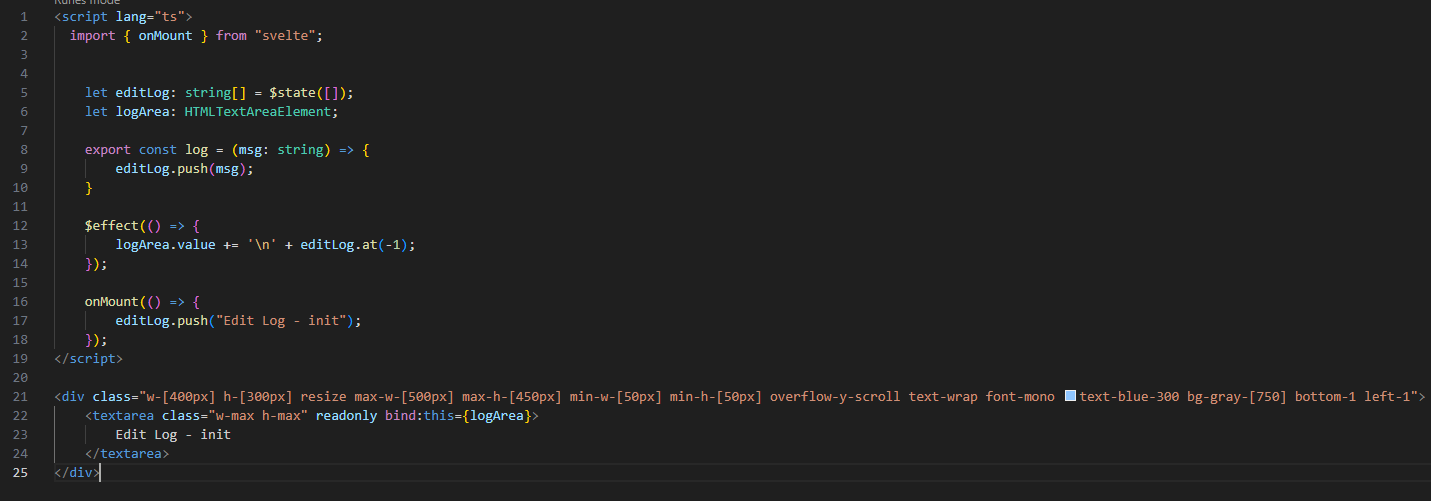 Runes mode
1 <script lang="ts">
2 import { onMount } from "svelte";
3
4
5 let editLog: string[] = $state([]);
6 let logArea: HTMLTextAreaElement;
7
8 export const log = (msg: string) => {
9 editLog.push(msg);
10 }
11
12 $effect(() => {
13 logArea.value += '\n' + editLog.at(-1);
14 });
15
16 onMount(() => {
17 editLog.push("Edit Log - init");
18 });
19 </script>
20
21 <div class="w-[400px] h-[300px] resize max-w-[500px] max-h-[450px] min-w-[50px] min-h-[50px] overflow-y-scroll text-wrap font-mono text-blue-300 bg-gray-[750] bottom-1 left-1">
22 <textarea class="w-max h-max" readonly bind:this={logArea}>
23 Edit Log - init
24 </textarea>
25 </div>